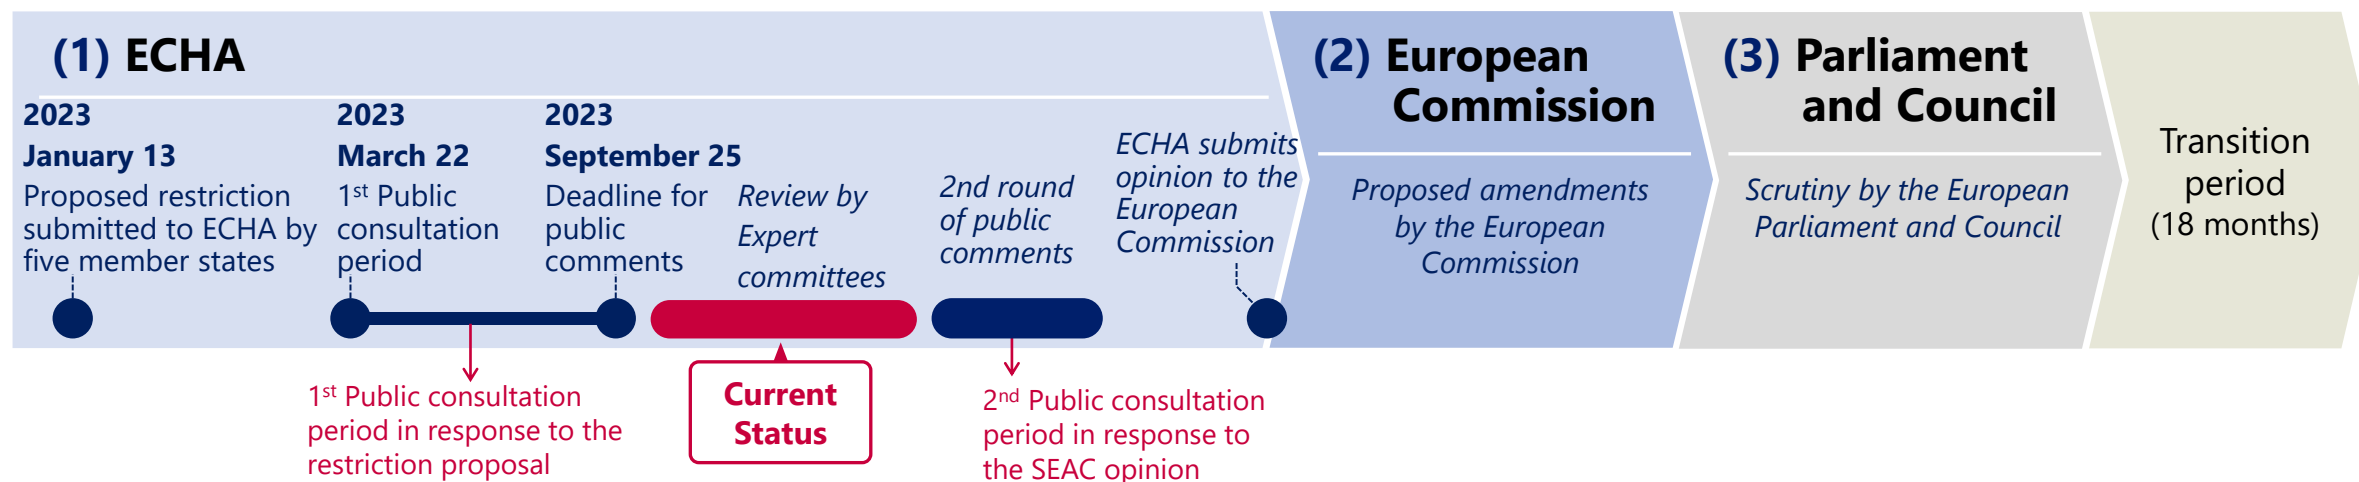 (1) ECHA
2023
January 13
Proposed restriction
submitted to ECHA by
five member states
2023
March 22
1st Public
consultation
period
2023
September 25
Deadline for
public
comments
Review by
Expert
committees
2nd round
of public
comments
ECHA submits
opinion to the
European
Commission
1st Public consultation
period in response to the
restriction proposal
Current
Status
2nd Public consultation
period in response to
the SEAC opinion
(2) European
Commission
Proposed amendments
by the European
Commission
(3) Parliament
and Council
Scrutiny by the European
Parliament and Council
Transition
period
(18 months)